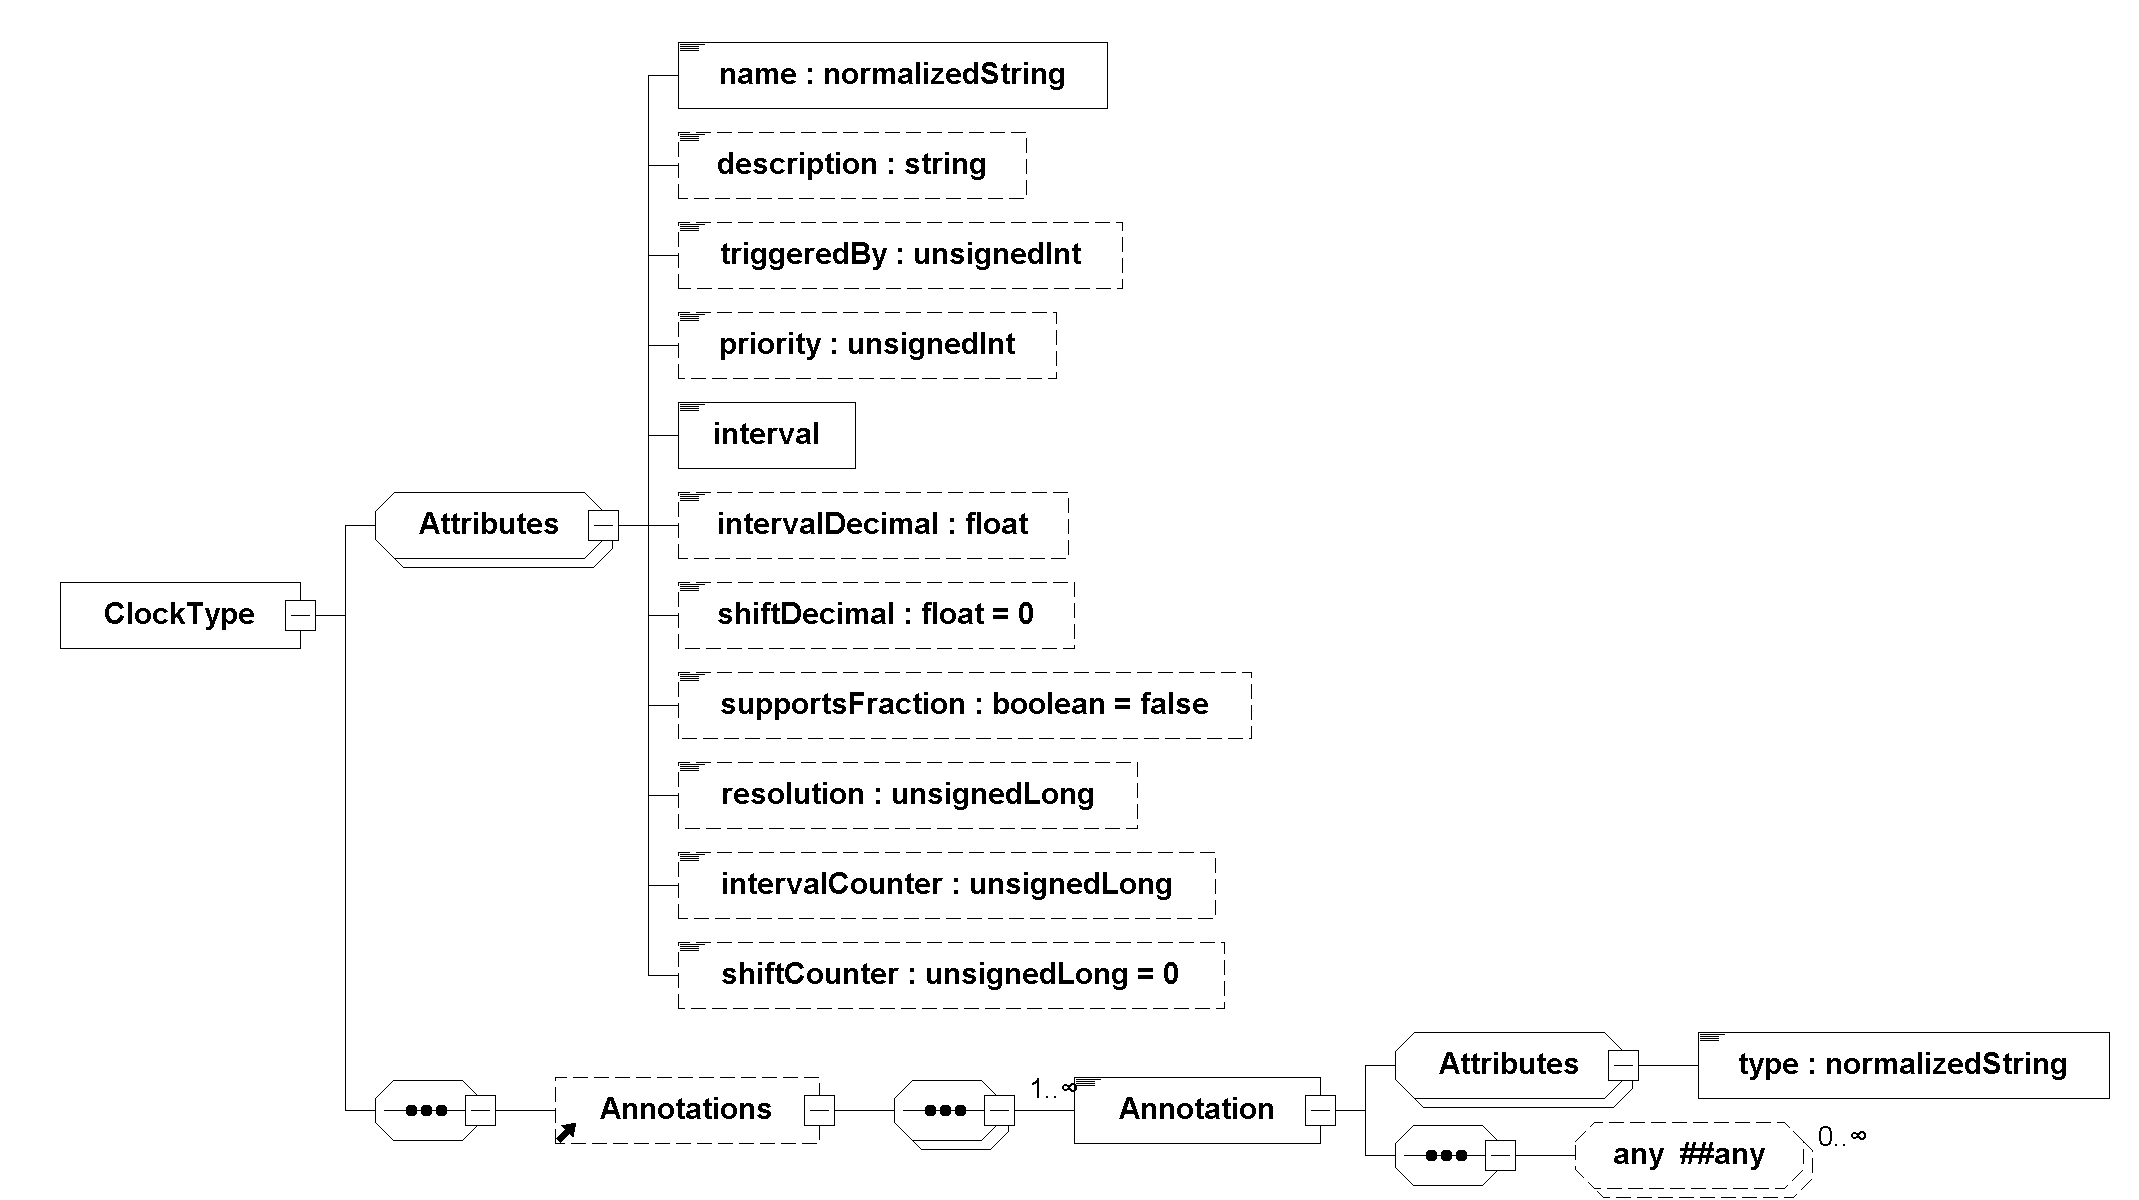 name : normalizedString
description : string
triggeredBy : unsignedInt
priority : unsignedInt
interval
Attributes
intervalDecimal : float
ClockType
shiftDecimal : float = 0
supportsFraction : boolean = false
resolution : unsignedLong
intervalCounter : unsignedLong
shiftCounter : unsignedLong = 0
Attributes
type : normalizedString
Annotations
1..∞
Annotation
any ##any
0..∞